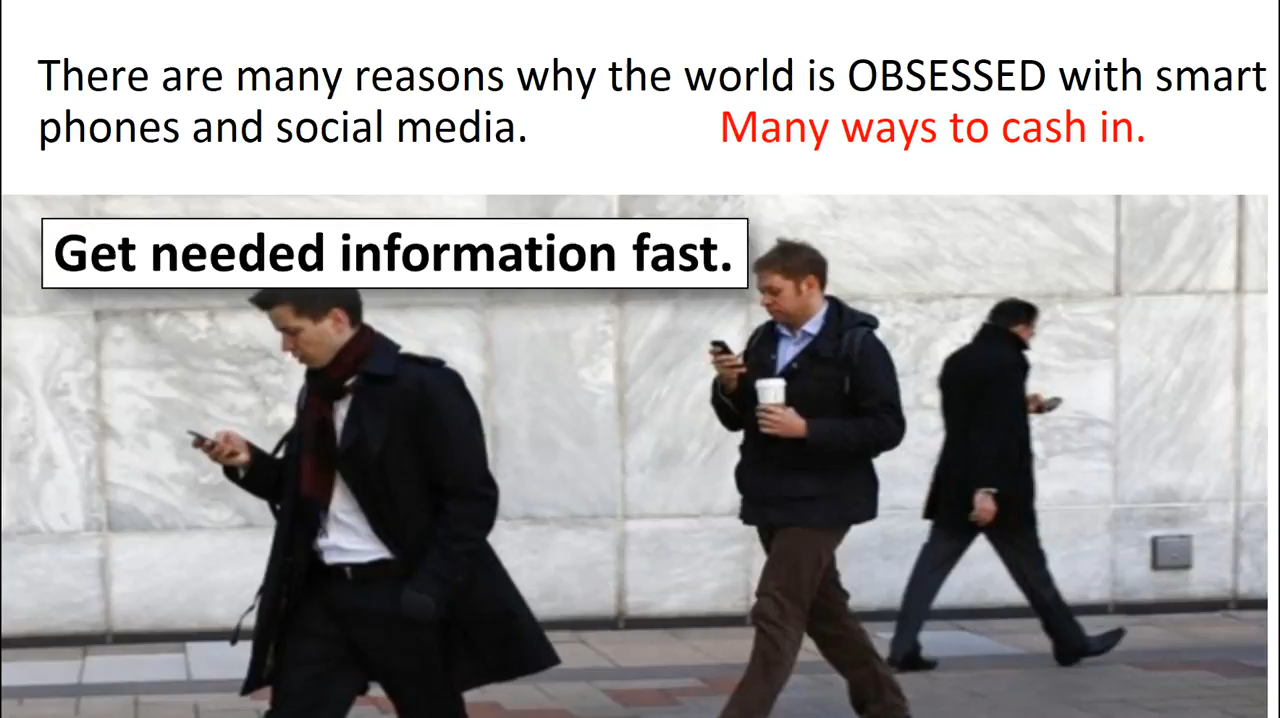 There are many reasons why the world is OBSESSED with smart
phones and social media. Many ways to cash in.
Get needed information fast.